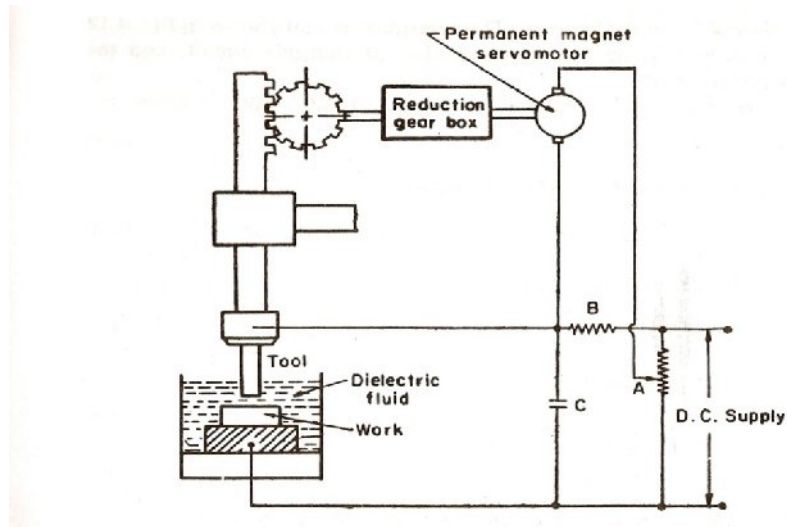 Permanent magnet
servomotor
Reduction
gear box
B
Tool
A
Dielectric
fluid
C
D.C. Supply
Work